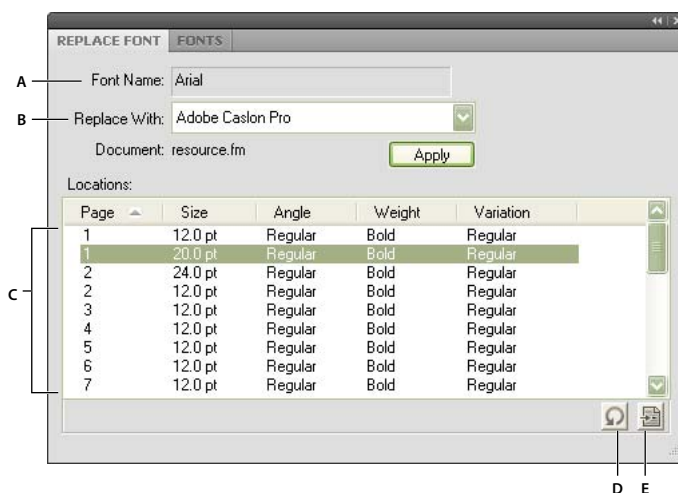 REPLACE FONT FONTS
A Font Name: Arial
B Replace With: Adobe Caslon Pro
Document: resource.fm Apply
Locations:
Page Size Angle Weight Variation
1 12.0 pt Regular Bold Regular
1 20.0 pt Regular Bold Regular
2 24.0 pt Regular Bold Regular
2 12.0 pt Regular Bold Regular
C
3 12.0 pt Regular Bold Regular
4 12.0 pt Regular Bold Regular
5 12.0 pt Regular Bold Regular
6 12.0 pt Regular Bold Regular
7 12.0 pt Regular Bold Regular
D E